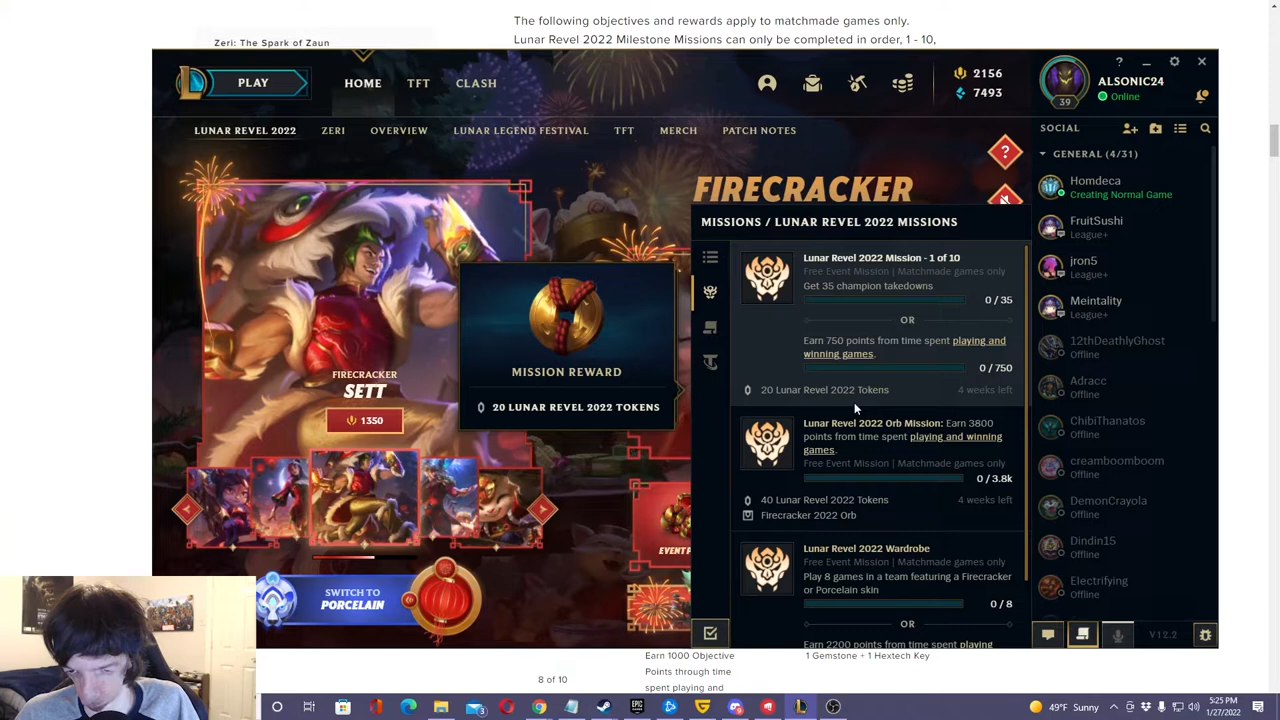 The following objectives and rewards apply to matchmade games only.
Lunar Revel 2022 Milestone Missions can only be completed in order, 1 - 10,
Zeri: The Spark of Zaun
PLAY
HOME
TFT
CLASH
2156
7493
39
ALSONIC24
Online
LUNAR REVEL 2022
ZERI
OVERVIEW
LUNAR LEGEND FESTIVAL
TFT
MERCH
PATCH NOTES
SOCIAL
GENERAL (4/31)
Homdeca
Creating Normal Game
FruitSushi
League+
jron5
League+
Meintality
League+
12thDeathlyGhost
Offline
Adracc
Offline
ChibiThanatos
Offline
creamboomboom
Offline
DemonCrayola
Offline
Dindin15
Offline
Electrifying
Offline
V12.2
FIRECRACKER
FIRECRACKER
SETT
1350
MISSION REWARD
20 LUNAR REVEL 2022 TOKENS
SWITCH TO
PORCELAIN
EVENT P
MISSIONS / LUNAR REVEL 2022 MISSIONS
Lunar Revel 2022 Mission - 1 of 10
Free Event Mission | Matchmade games only
Get 35 champion takedowns
0 / 35
OR
Earn 750 points from time spent playing and
winning games.
0 / 750
20 Lunar Revel 2022 Tokens 4 weeks left
Lunar Revel 2022 Orb Mission: Earn 3800
points from time spent playing and winning
games.
Free Event Mission | Matchmade games only
0 / 3.8k
40 Lunar Revel 2022 Tokens 4 weeks left
Firecracker 2022 Orb
Lunar Revel 2022 Wardrobe
Free Event Mission | Matchmade games only
Play 8 games in a team featuring a Firecracker
or Porcelain skin
0 / 8
OR
Earn 2200 points from time spent playing
8 of 10
Earn 1000 Objective
Points through time
spent playing and
1 Gemstone + 1 Hextech Key
49°F Sunny
5:25 PM
1/27/2022